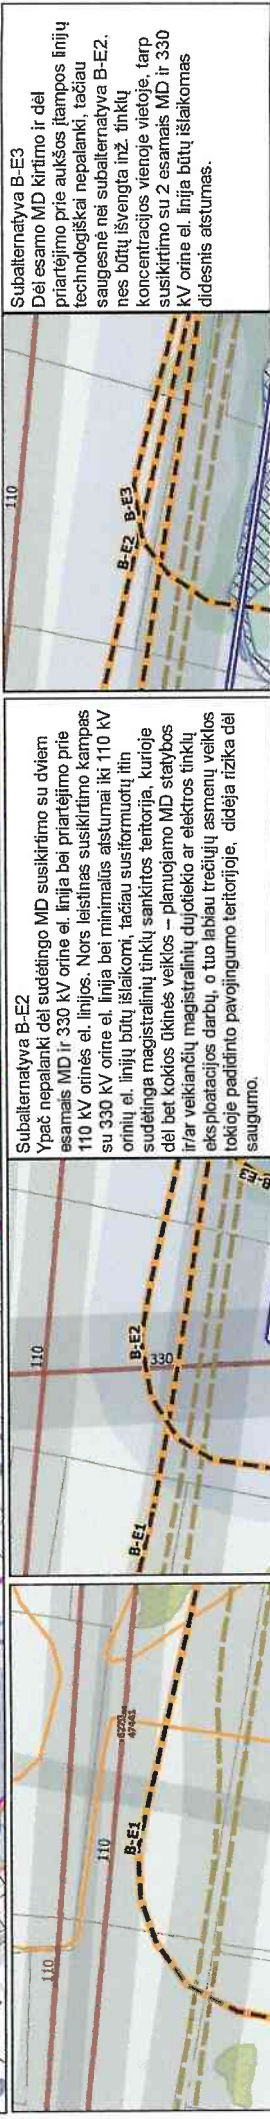 110
110
B-E1
B-E1
110
B-E2
330
B-E3
Subalternatyva B-E2
Ypač nepalanki dėl sudėtingo MD susikirtimo su dviem
esamais MD ir 330 kV orine el. linija bei priartėjimo prie
110 kV orinės el. linijos. Nors leistinas susikirtimo kampas
su 330 kV orine el. linija bei minimalūs atstumai iki 110 kV
orinių el. linijų būtų išlaikomi, tačiau susiformuotų itin
sudėtinga magistralinių tinklų sankirtos teritorija, kurioje
dėl bet kokios ūkinės veiklos – planuojamo MD statybos
ir/ar veikiančių magistralinių dujotiekio ar elektros tinklų
eksploatacijos darbų, o tuo labiau trečiųjų asmenų veiklos
tokioje padidinto pavojingumo teritorijoje, didėja rizika dėl
saugumo.
110
B-E2
B-E3
Subalternatyva B-E3
Dėl esamo MD kirtimo ir dėl
priartėjimo prie aukšos įtampos linijų
technologiškai nepalanki, tačiau
saugesnė nei subalternatyva B-E2,
nes būtų išvengta inž. tinklų
koncentracijos vienoje vietoje, tarp
susikirtimo su 2 esamais MD ir 330
kV orine el. linija būtų išlaikomas
didesnis atstumas.